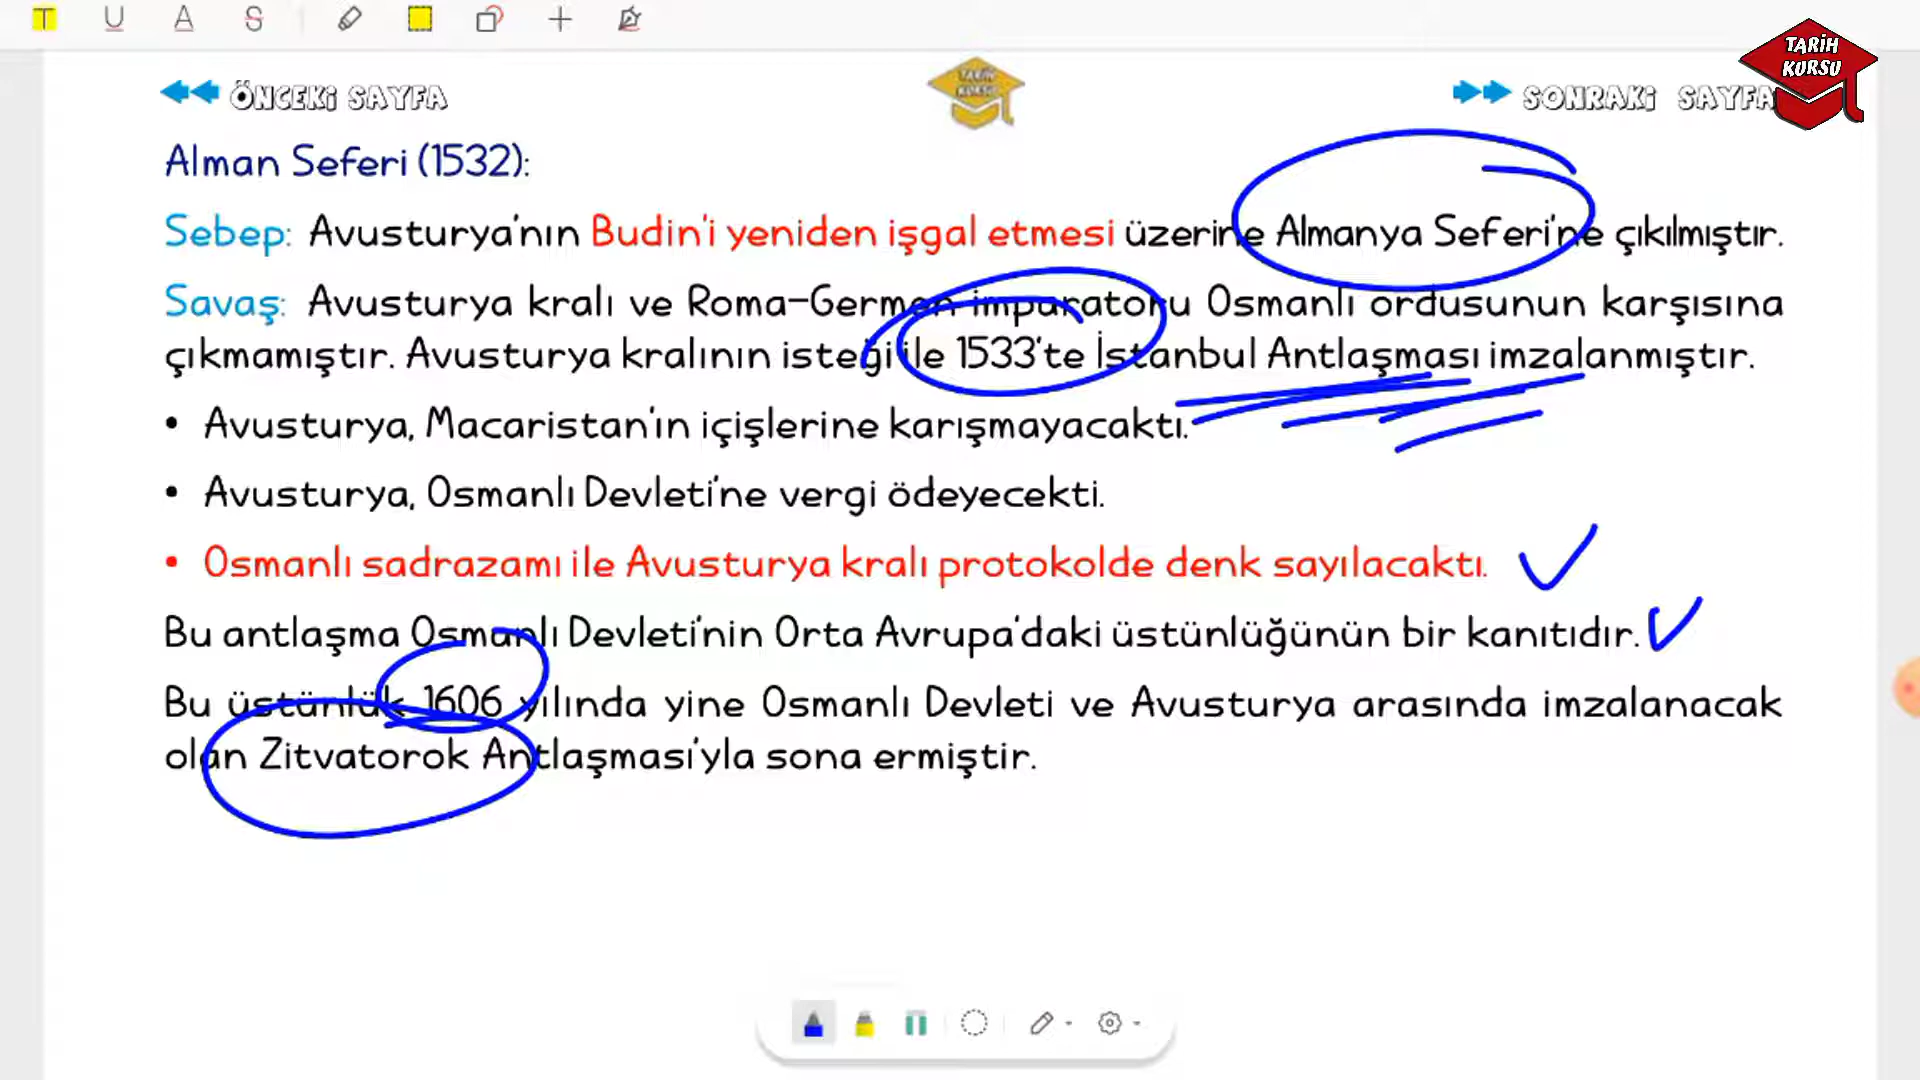 T U A S
TARİH
KURSU
ÖNCEKİ SAYFA
TARİH
KURSU
SONRAKİ SAYFA
Alman Seferi (1532):
Sebep: Avusturya'nın Budin'i yeniden işgal etmesi üzerine Almanya Seferi'ne çıkılmıştır.
Savaş: Avusturya kralı ve Roma-Germen imparatoru Osmanlı ordusunun karşısına
çıkmamıştır. Avusturya kralının isteği ile 1533'te İstanbul Antlaşması imzalanmıştır.
• Avusturya, Macaristan'ın içişlerine karışmayacaktı.
• Avusturya, Osmanlı Devleti'ne vergi ödeyecekti.
• Osmanlı sadrazamı ile Avusturya kralı protokolde denk sayılacaktı.
Bu antlaşma Osmanlı Devleti'nin Orta Avrupa'daki üstünlüğünün bir kanıtıdır.
Bu üstünlük 1606 yılında yine Osmanlı Devleti ve Avusturya arasında imzalanacak
olan Zitvatorok Antlaşması'yla sona ermiştir.